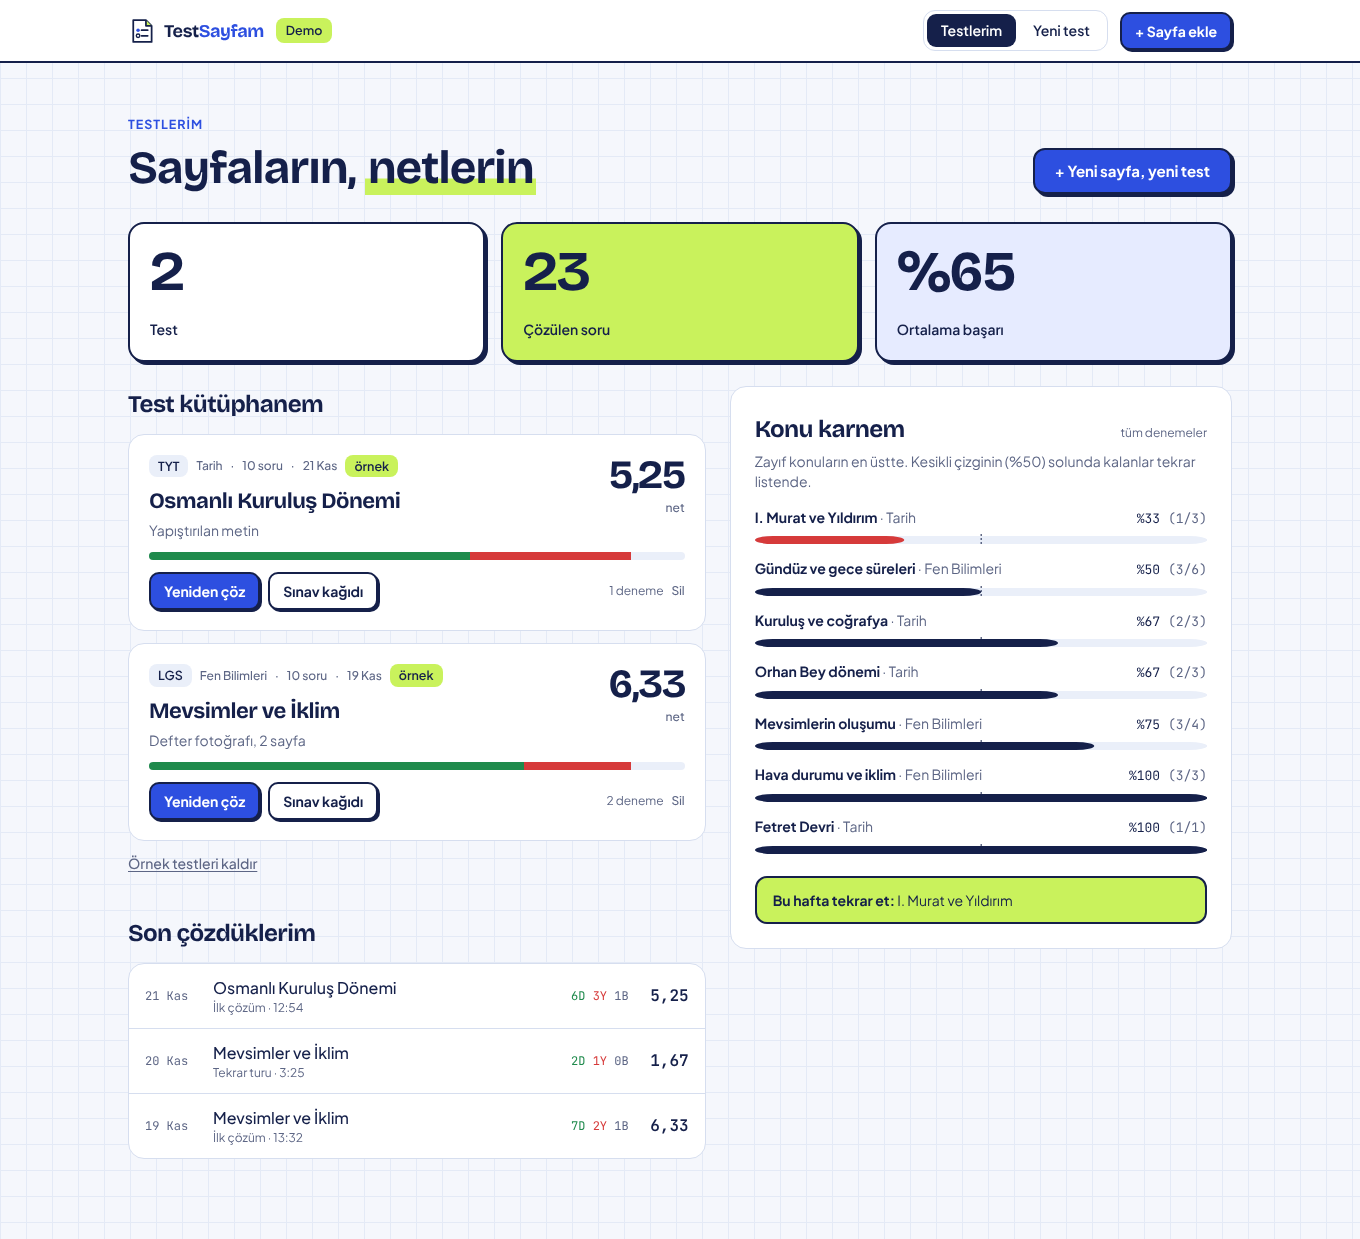 TestSayfam Demo
Testlerim Yeni test + Sayfa ekle
TESTLERİM
Sayfaların, netlerin
+ Yeni sayfa, yeni test
2
Test
23
Çözülen soru
%65
Ortalama başarı
Test kütüphanem
TYT Tarih · 10 soru · 21 Kas örnek
Osmanlı Kuruluş Dönemi
Yapıştırılan metin
5,25
net
Yeniden çöz Sınav kağıdı 1 deneme Sil
LGS Fen Bilimleri · 10 soru · 19 Kas örnek
Mevsimler ve İklim
Defter fotoğrafı, 2 sayfa
6,33
net
Yeniden çöz Sınav kağıdı 2 deneme Sil
Örnek testleri kaldır
Son çözdüklerim
21 Kas Osmanlı Kuruluş Dönemi 6D 3Y 1B 5,25
İlk çözüm · 12:54
20 Kas Mevsimler ve İklim 2D 1Y 0B 1,67
Tekrar turu · 3:25
19 Kas Mevsimler ve İklim 7D 2Y 1B 6,33
İlk çözüm · 13:32
Konu karnem tüm denemeler
Zayıf konuların en üstte. Kesikli çizginin (%50) solunda kalanlar tekrar
listende.
I. Murat ve Yıldırım · Tarih %33 (1/3)
Gündüz ve gece süreleri · Fen Bilimleri %50 (3/6)
Kuruluş ve coğrafya · Tarih %67 (2/3)
Orhan Bey dönemi · Tarih %67 (2/3)
Mevsimlerin oluşumu · Fen Bilimleri %75 (3/4)
Hava durumu ve iklim · Fen Bilimleri %100 (3/3)
Fetret Devri · Tarih %100 (1/1)
Bu hafta tekrar et: I. Murat ve Yıldırım